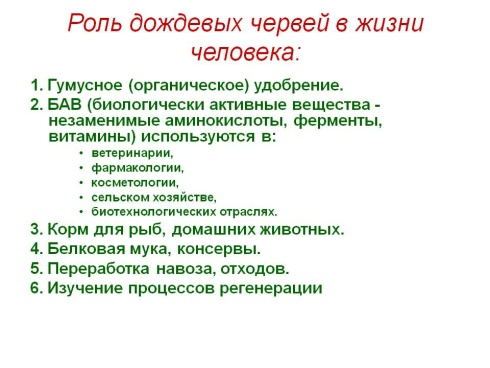 Роль дождевых червей в жизни
человека:
1. Гумусное (органическое) удобрение.
2. БАВ (биологически активные вещества -
незаменимые аминокислоты, ферменты,
витамины) используются в:
• ветеринарии,
• фармакологии,
• косметологии,
• сельском хозяйстве,
• биотехнологических отраслях.
3. Корм для рыб, домашних животных.
4. Белковая мука, консервы.
5. Переработка навоза, отходов.
6. Изучение процессов регенерации